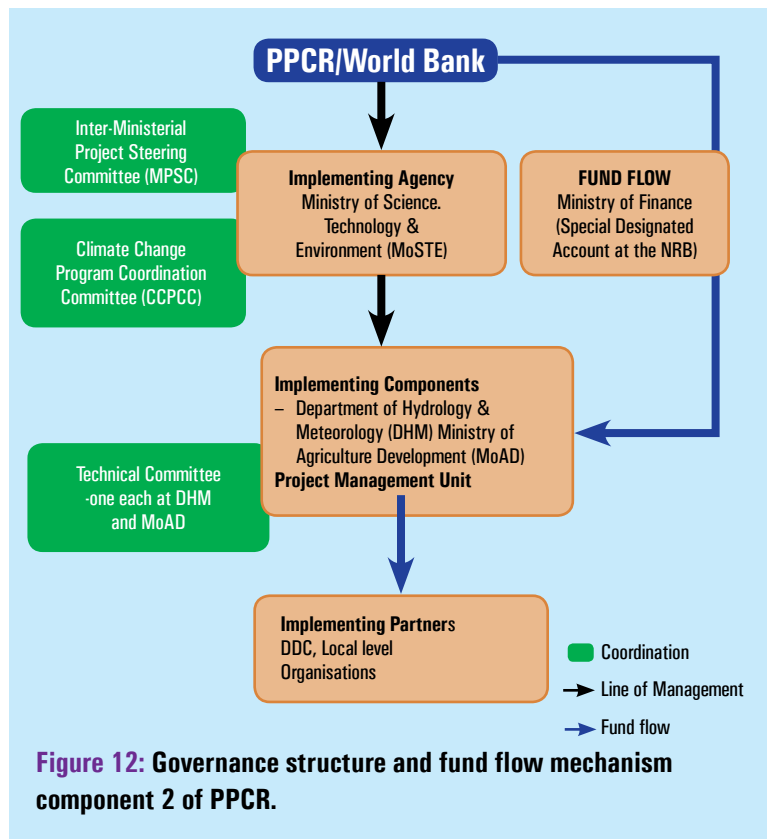 PPCR/World Bank
Inter-Ministerial
Project Steering
Committee (MPSC)
Climate Change
Program Coordination
Committee (CCPCC)
Implementing Agency
Ministry of Science.
Technology &
Environment (MoSTE)
FUND FLOW
Ministry of Finance
(Special Designated
Account at the NRB)
Implementing Components
– Department of Hydrology &
Meteorology (DHM) Ministry of
Agriculture Development (MoAD)
Project Management Unit
Technical Committee
-one each at DHM
and MoAD
Implementing Partners
DDC, Local level
Organisations
Coordination
Line of Management
Fund flow
Figure 12: Governance structure and fund flow mechanism
component 2 of PPCR.